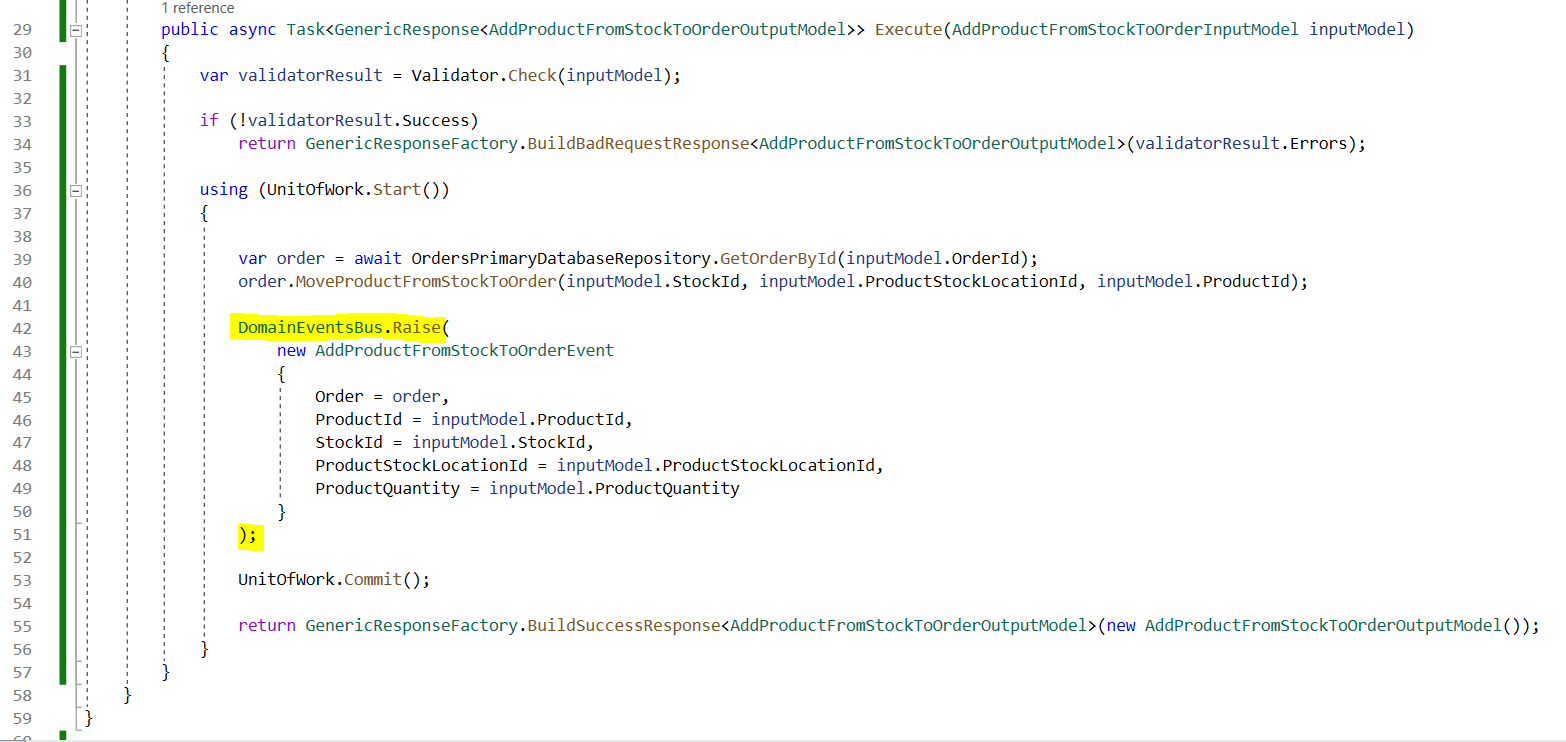 1 reference
29 public async Task<GenericResponse<AddProductFromStockToOrderOutputModel>> Execute(AddProductFromStockToOrderInputModel inputModel)
30 {
31 var validatorResult = Validator.Check(inputModel);
32
33 if (!validatorResult.Success)
34 return GenericResponseFactory.BuildBadRequestResponse<AddProductFromStockToOrderOutputModel>(validatorResult.Errors);
35
36 using (UnitOfWork.Start())
37 {
38
39 var order = await OrdersPrimaryDatabaseRepository.GetOrderById(inputModel.OrderId);
40 order.MoveProductFromStockToOrder(inputModel.StockId, inputModel.ProductStockLocationId, inputModel.ProductId);
41
42 DomainEventsBus.Raise(
43 new AddProductFromStockToOrderEvent
44 {
45 Order = order,
46 ProductId = inputModel.ProductId,
47 StockId = inputModel.StockId,
48 ProductStockLocationId = inputModel.ProductStockLocationId,
49 ProductQuantity = inputModel.ProductQuantity
50 }
51 );
52
53 UnitOfWork.Commit();
54
55 return GenericResponseFactory.BuildSuccessResponse<AddProductFromStockToOrderOutputModel>(new AddProductFromStockToOrderOutputModel());
56 }
57 }
58 }
59 }